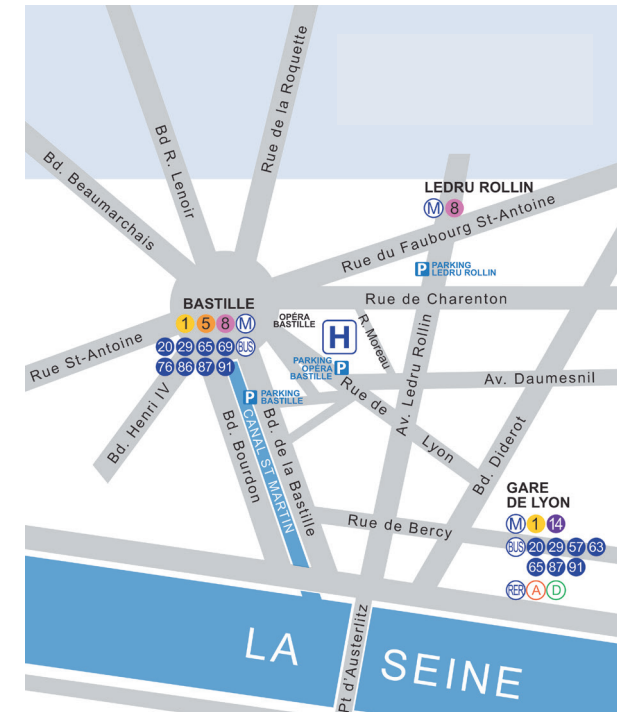 Rue de la Roquette
Bd R. Lenoir
Bd. Beaumarchais
LEDRU ROLLIN
M 8
Rue du Faubourg St-Antoine
P PARKING
LEDRU ROLLIN
BASTILLE
1 5 8 M
20 29 65 69 BUS
76 86 87 91
OPÉRA
BASTILLE
H
Rue de Charenton
R. Moreau
Rue St-Antoine
PARKING
OPÉRA
BASTILLE P
Av. Ledru Rollin
Av. Daumesnil
P PARKING
BASTILLE
Rue de Lyon
Bd. Henri IV
Bd. Bourdon
CANAL ST MARTIN
Bd. de la Bastille
Bd. Diderot
GARE
DE LYON
M 1 14
BUS 20 29 57 63
65 87 91
RER A D
Rue de Bercy
Pt d'Austerlitz
LA SEINE